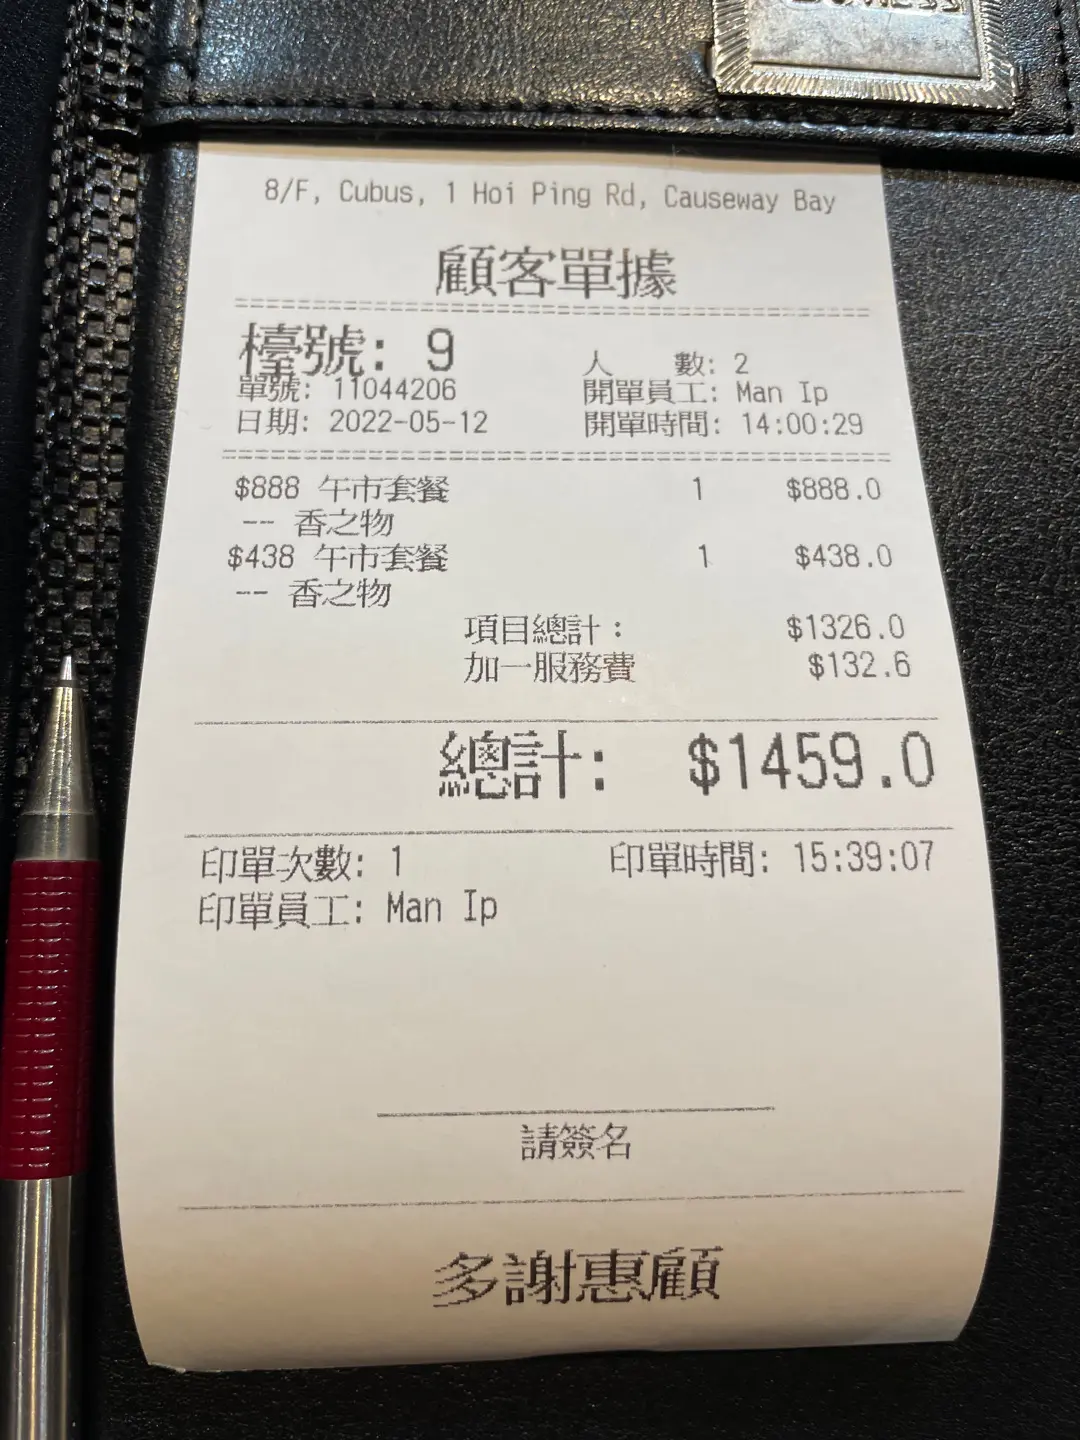 8/F, Cubus, 1 Hoi Ping Rd, Causeway Bay
顧客單據
檯號: 9
人 數: 2
單號: 11044206
開單員工: Man Ip
日期: 2022-05-12
開單時間: 14:00:29
$888 午市套餐 1 $888.0
-- 香之物
$438 午市套餐 1 $438.0
-- 香之物
項目總計: $1326.0
加一服務費 $132.6
總計: $1459.0
印單次數: 1
印單時間: 15:39:07
印單員工: Man Ip
請簽名
多謝惠顧